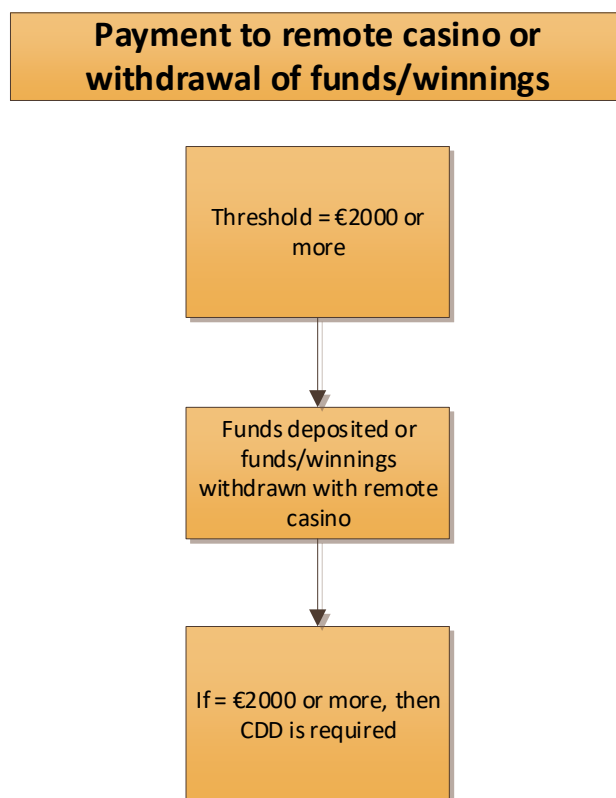 Payment to remote casino or
withdrawal of funds/winnings
Threshold = €2000 or
more
Funds deposited or
funds/winnings
withdrawn with remote
casino
If = €2000 or more, then
CDD is required